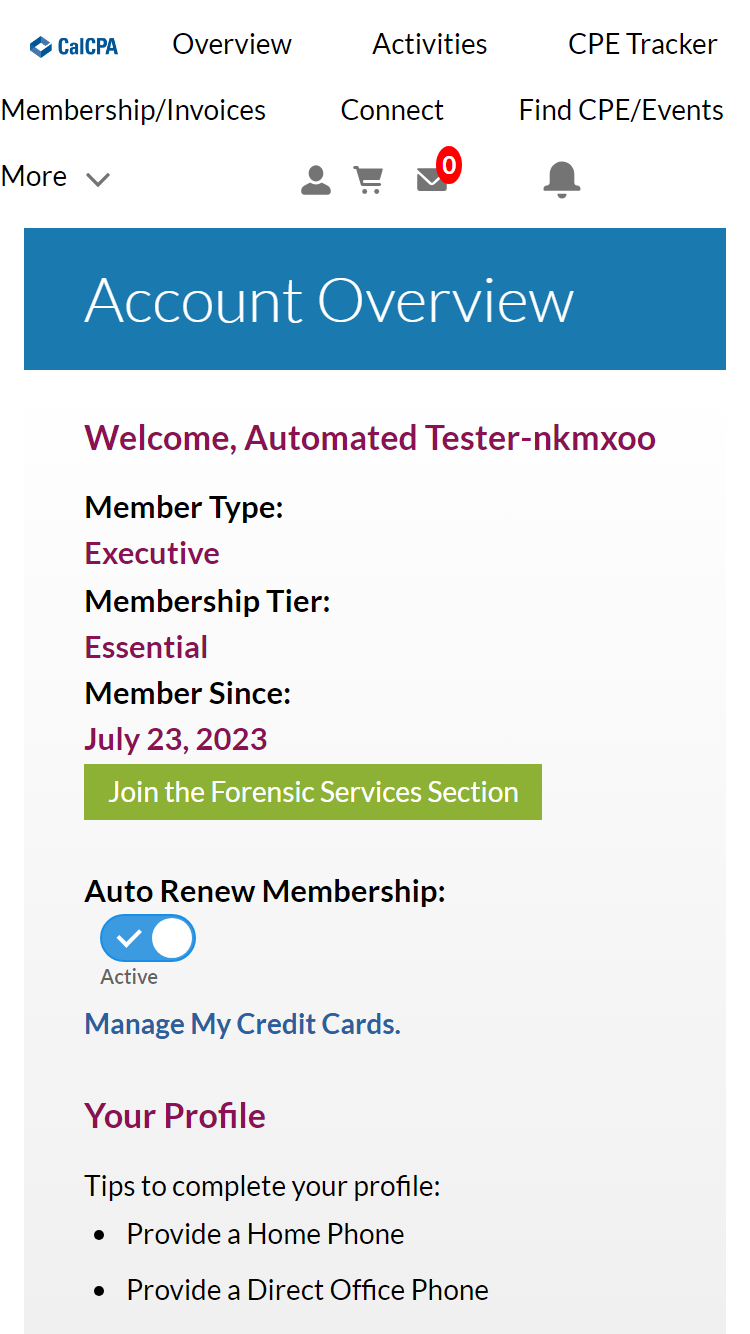 CalCPA Overview Activities CPE Tracker
Membership/Invoices Connect Find CPE/Events
More 0
Account Overview
Welcome, Automated Tester-nkmxoo
Member Type:
Executive
Membership Tier:
Essential
Member Since:
July 23, 2023
Join the Forensic Services Section
Auto Renew Membership:
Active
Manage My Credit Cards.
Your Profile
Tips to complete your profile:
• Provide a Home Phone
• Provide a Direct Office Phone